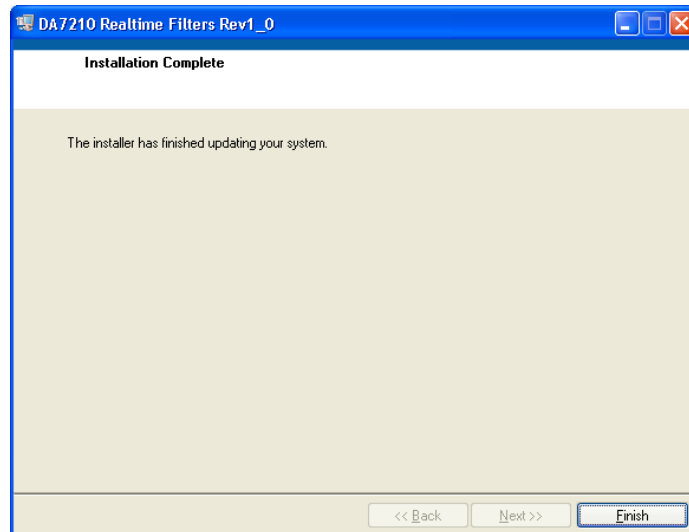 DA7210 Realtime Filters Rev1_0
Installation Complete
The installer has finished updating your system.
<< Back Next >> Finish